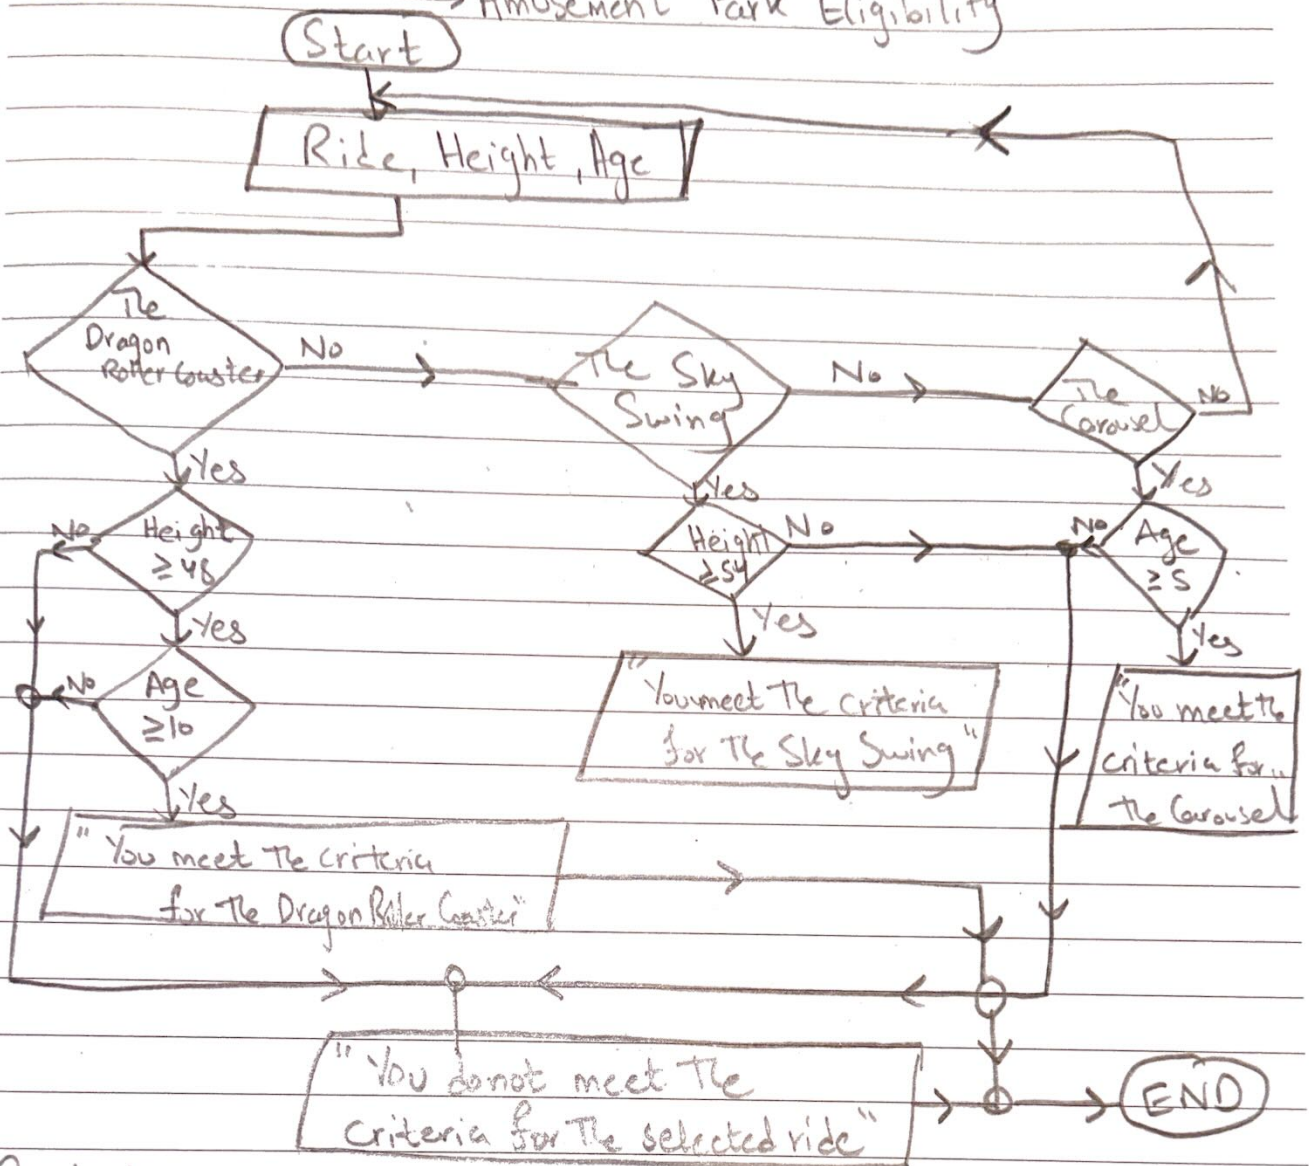 Amusement Park Eligibility
Start
Ride, Height, Age
The
Dragon
Roller Coaster
No
The Sky
Swing
No
The
Carousel
No
Yes
Yes
Yes
Height
≥48
No
Height
≥54
No
Age
≥5
No
Yes
Yes
Yes
Age
≥10
No
"You meet The criteria
for The Sky Swing"
"You meet The
criteria for
The Carousel
Yes
"You meet The criteria
for The Dragon Roller Coaster"
"You donot meet The
criteria for The selected ride"
END